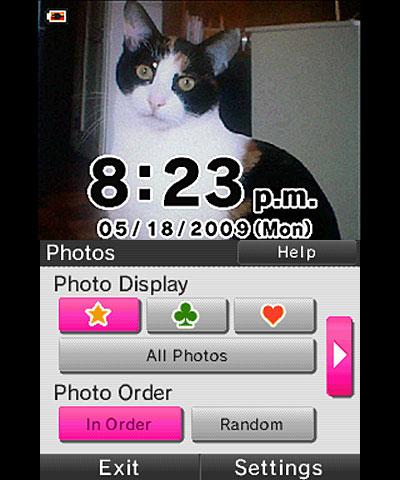 8:23 p.m.
05/18/2009(Mon)
Photos Help
Photo Display
All Photos
Photo Order
In Order Random
Exit Settings